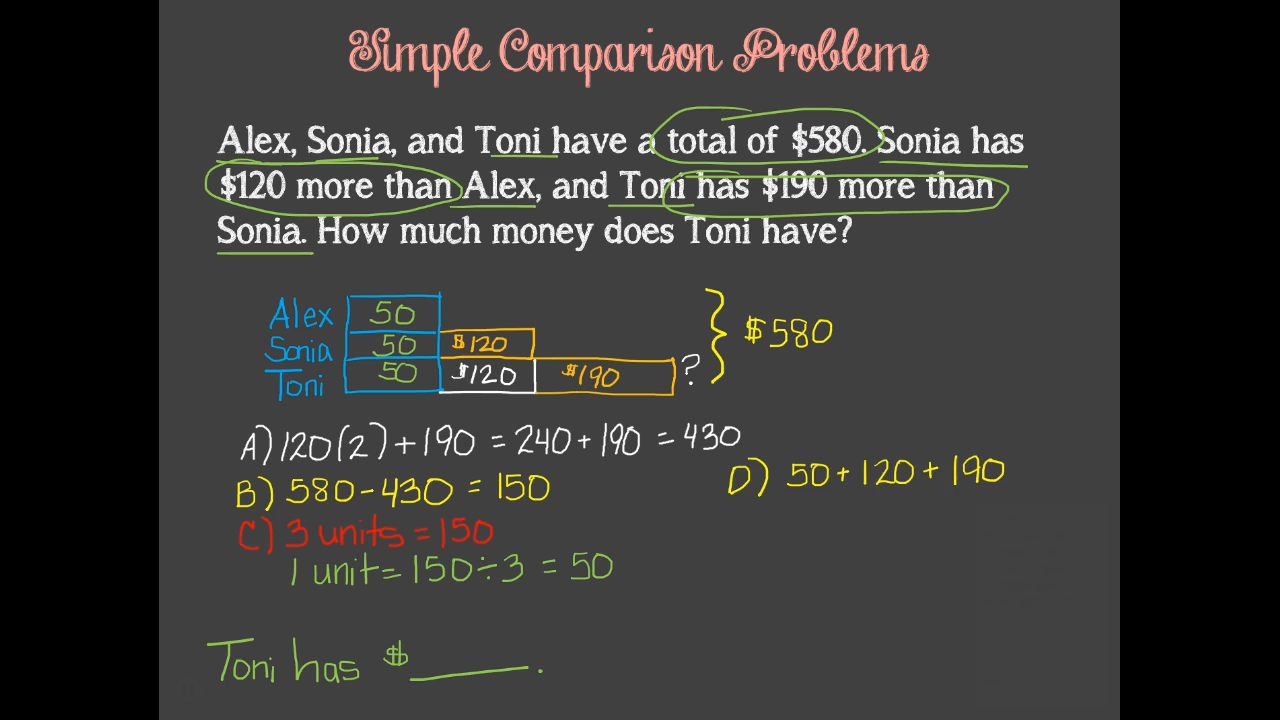 Simple Comparison Problems
Alex, Sonia, and Toni have a total of $580. Sonia has
$120 more than Alex, and Toni has $190 more than
Sonia. How much money does Toni have?
Alex 50
Sonia 50 $120
Toni 50 $120 $190 ?
$580
A) 120(2) + 190 = 240 + 190 = 430
B) 580 - 430 = 150
C) 3 units = 150
1 unit = 150 ÷ 3 = 50
D) 50 + 120 + 190
Toni has $______.